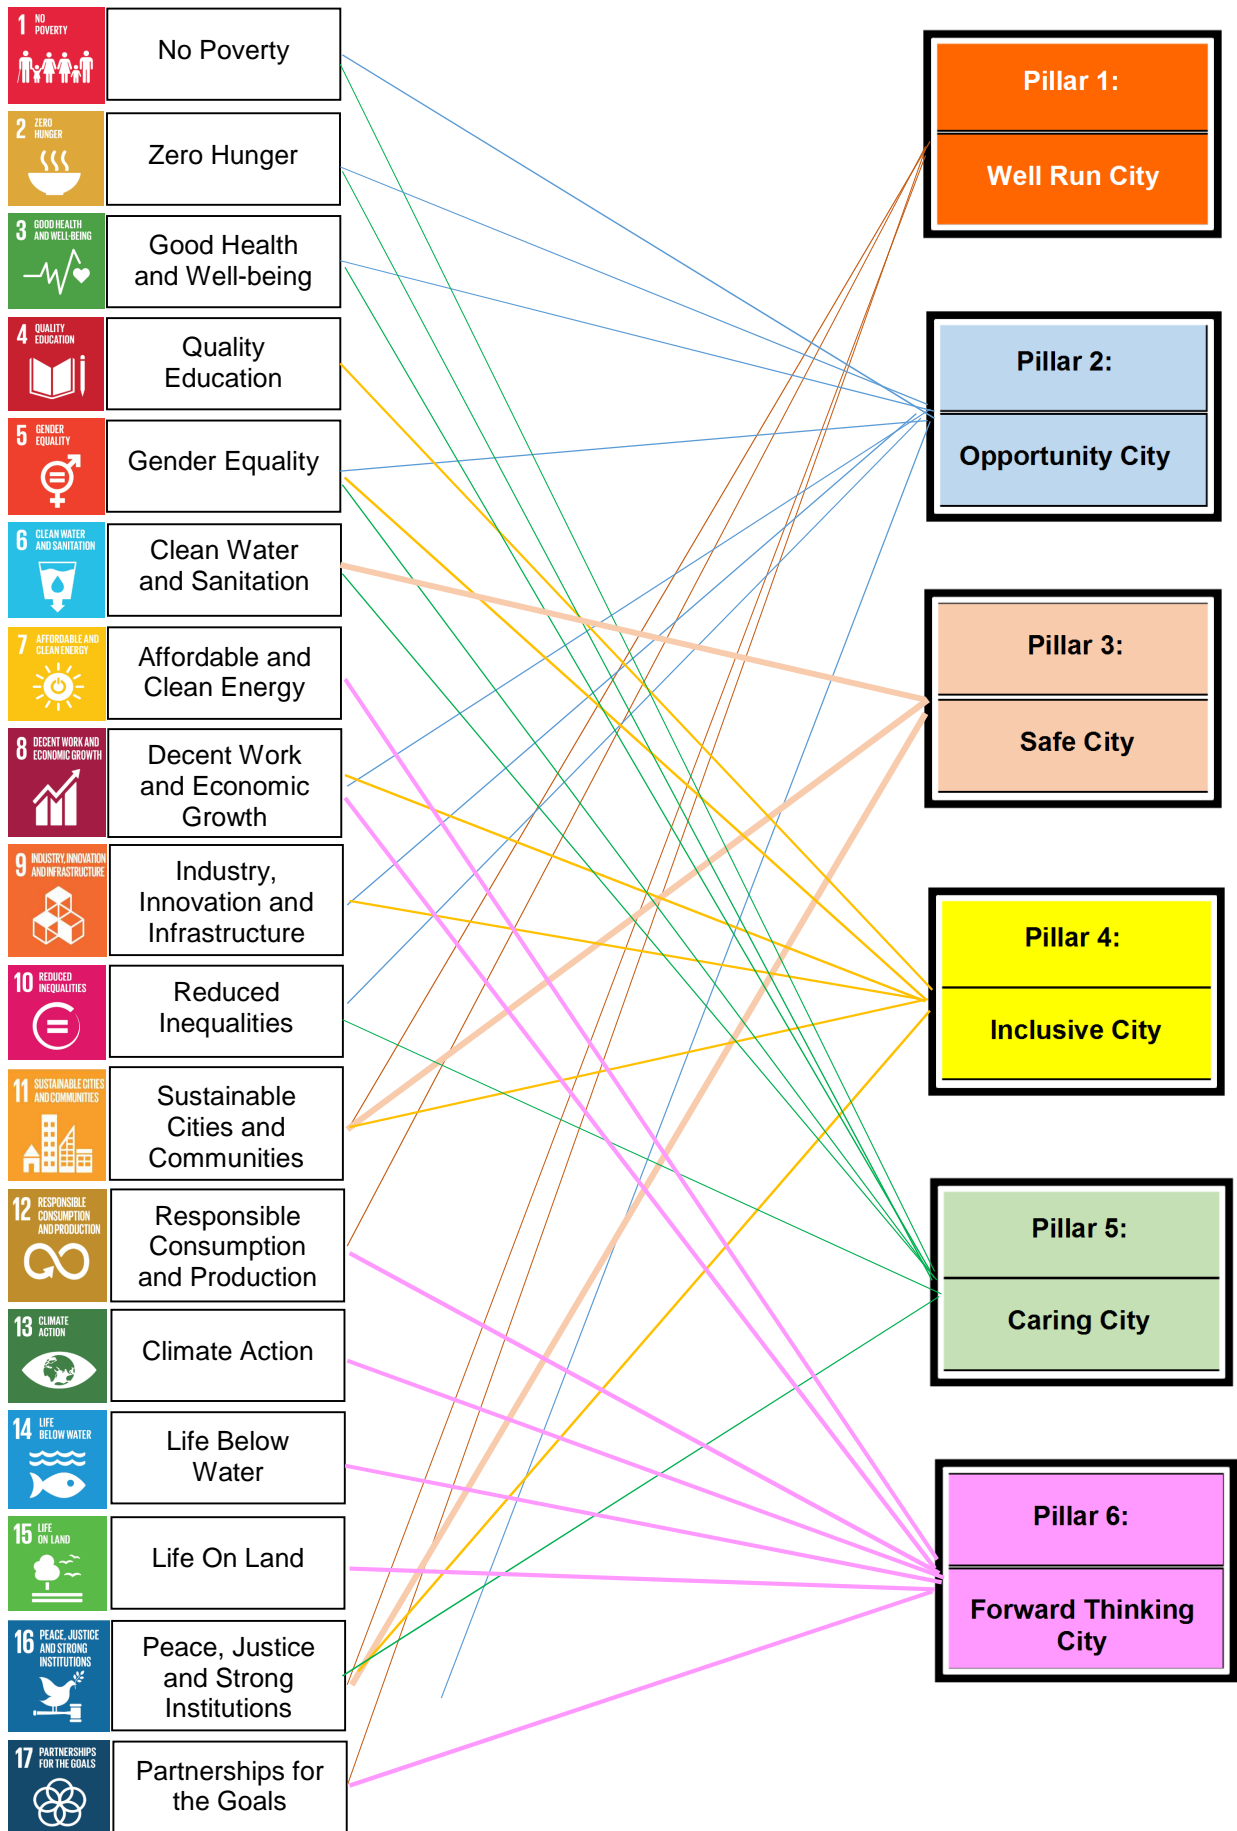 1 NO
POVERTY
No Poverty
2 ZERO
HUNGER
Zero Hunger
3 GOOD HEALTH
AND WELL-BEING
Good Health
and Well-being
4 QUALITY
EDUCATION
Quality
Education
5 GENDER
EQUALITY
Gender Equality
6 CLEAN WATER
AND SANITATION
Clean Water
and Sanitation
7 AFFORDABLE AND
CLEAN ENERGY
Affordable and
Clean Energy
8 DECENT WORK AND
ECONOMIC GROWTH
Decent Work
and Economic
Growth
9 INDUSTRY, INNOVATION
AND INFRASTRUCTURE
Industry,
Innovation and
Infrastructure
10 REDUCED
INEQUALITIES
Reduced
Inequalities
11 SUSTAINABLE CITIES
AND COMMUNITIES
Sustainable
Cities and
Communities
12 RESPONSIBLE
CONSUMPTION
AND PRODUCTION
Responsible
Consumption
and Production
13 CLIMATE
ACTION
Climate Action
14 LIFE
BELOW WATER
Life Below
Water
15 LIFE
ON LAND
Life On Land
16 PEACE, JUSTICE
AND STRONG
INSTITUTIONS
Peace, Justice
and Strong
Institutions
17 PARTNERSHIPS
FOR THE GOALS
Partnerships for
the Goals
Pillar 1:
Well Run City
Pillar 2:
Opportunity City
Pillar 3:
Safe City
Pillar 4:
Inclusive City
Pillar 5:
Caring City
Pillar 6:
Forward Thinking
City